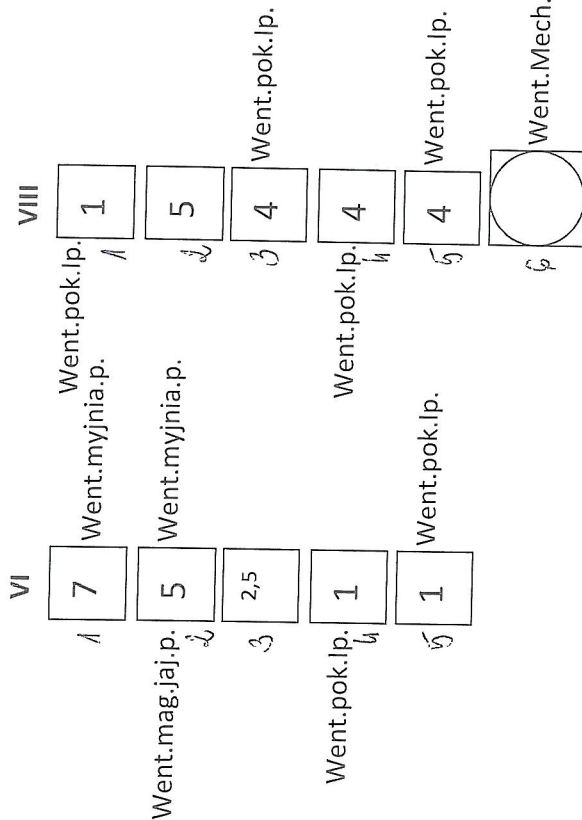 VI
1 7 Went.myjnia.p.
Went.mag.jaj.p. 2 5 Went.myjnia.p.
3 2,5
Went.pok.lp. 4 1
5 1 Went.pok.lp.
VIII
Went.pok.lp. 1 1
2 5
3 4 Went.pok.lp.
Went.pok.lp. 4 4
5 4 Went.pok.lp.
6 Went.Mech.